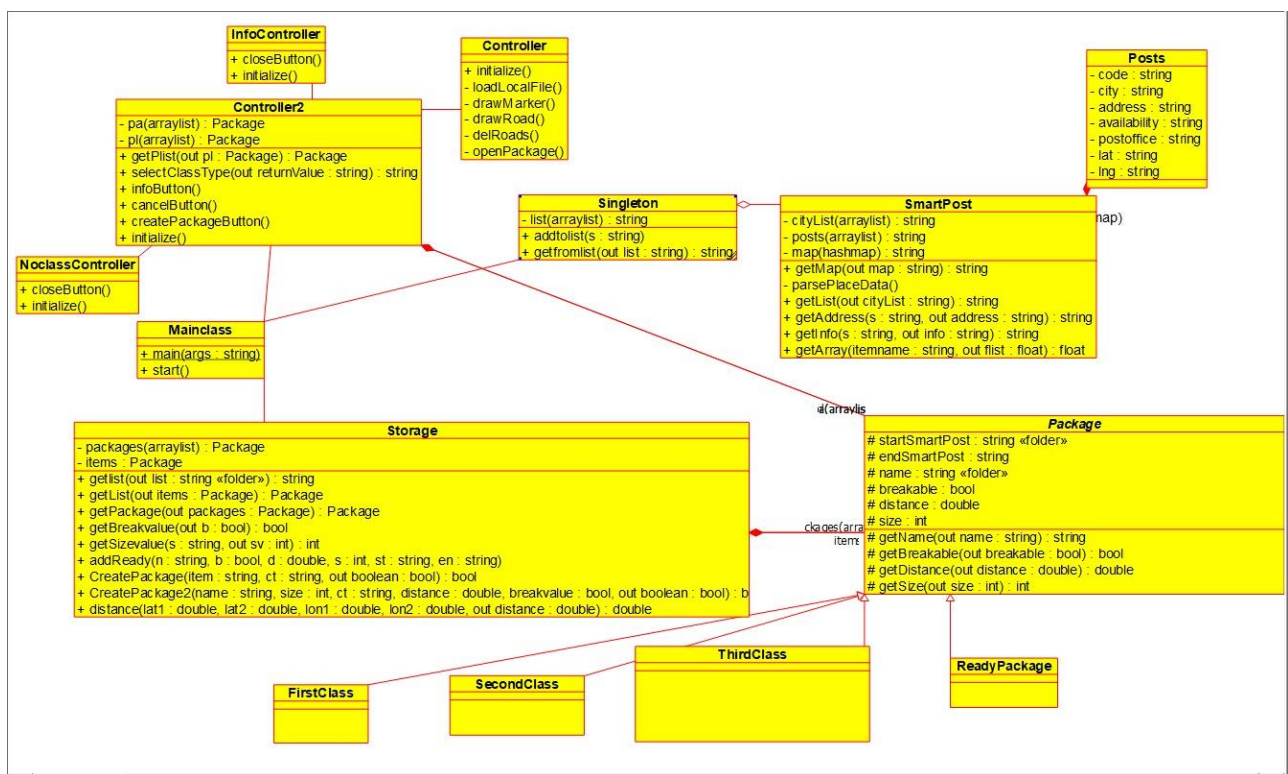 InfoController
+ closeButton()
+ initialize()
Controller
+ initialize()
- loadLocalFile()
- drawMarker()
- drawRoad()
- delRoads()
- openPackage()
Posts
- code : string
- city : string
- address : string
- availability : string
- postoffice : string
- lat : string
- lng : string
Controller2
- pa(arraylist) : Package
- pl(arraylist) : Package
+ getPlist(out pl : Package) : Package
+ selectClassType(out returnValue : string) : string
+ infoButton()
+ cancelButton()
+ createPackageButton()
+ initialize()
Singleton
- list(arraylist) : string
+ addtolist(s : string)
+ getfromlist(out list : string) : string
SmartPost
- cityList(arraylist) : string
- posts(arraylist) : string
- map(hashmap) : string
+ getMap(out map : string) : string
- parsePlaceData()
+ getList(out cityList : string) : string
+ getAddress(s : string, out address : string) : string
+ getInfo(s : string, out info : string) : string
+ getArray(itemname : string, out flist : float) : float
map)
NoclassController
+ closeButton()
+ initialize()
Mainclass
+ main(args : string)
+ start()
Storage
- packages(arraylist) : Package
- items : Package
+ getlist(out list : string «folder») : string
+ getList(out items : Package) : Package
+ getPackage(out packages : Package) : Package
+ getBreakvalue(out b : bool) : bool
+ getSizevalue(s : string, out sv : int) : int
+ addReady(n : string, b : bool, d : double, s : int, st : string, en : string)
+ CreatePackage(item : string, ct : string, out boolean : bool) : bool
+ CreatePackage2(name : string, size : int, ct : string, distance : double, breakvalue : bool, out boolean : bool) : b
+ distance(lat1 : double, lat2 : double, lon1 : double, lon2 : double, out distance : double) : double
(arraylis
ckages(arra
items
Package
# startSmartPost : string «folder»
# endSmartPost : string
# name : string «folder»
# breakable : bool
# distance : double
# size : int
# getName(out name : string) : string
# getBreakable(out breakable : bool) : bool
# getDistance(out distance : double) : double
# getSize(out size : int) : int
FirstClass
SecondClass
ThirdClass
ReadyPackage